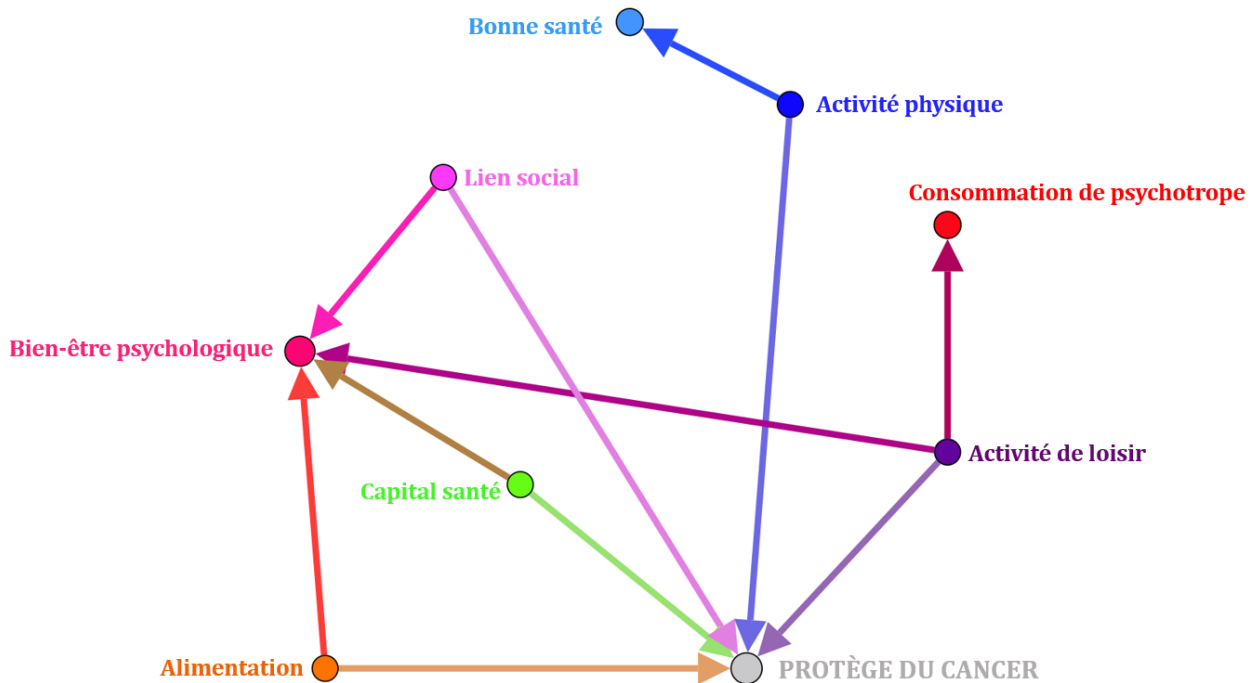 Bonne santé
Activité physique
Lien social
Consommation de psychotrope
Bien-être psychologique
Activité de loisir
Capital santé
Alimentation
PROTÈGE DU CANCER